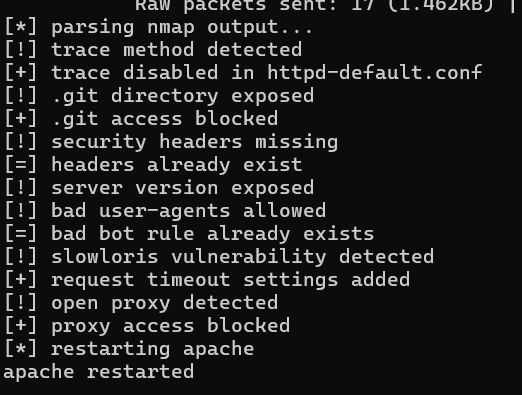 Raw packets sent: 17 (1.462KB) |
[*] parsing nmap output...
[!] trace method detected
[+] trace disabled in httpd-default.conf
[!] .git directory exposed
[+] .git access blocked
[!] security headers missing
[=] headers already exist
[!] server version exposed
[!] bad user-agents allowed
[=] bad bot rule already exists
[!] slowloris vulnerability detected
[+] request timeout settings added
[!] open proxy detected
[+] proxy access blocked
[*] restarting apache
apache restarted